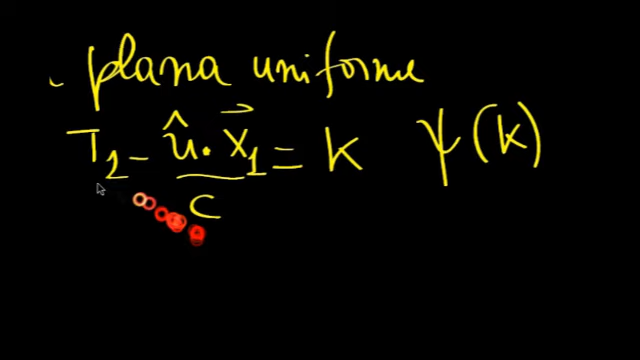 plana uniforme
T₂ - û · X⃗₁ / c = k ψ(k)